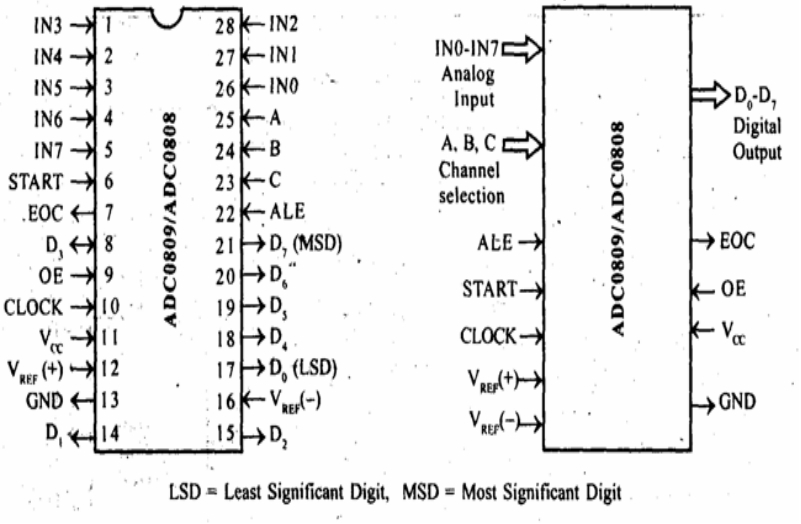 IN3 1 28 IN2
IN4 2 27 IN1
IN5 3 26 IN0
IN6 4 25 A
IN7 5 24 B
START 6 23 C
EOC 7 22 ALE
D3 8 21 D7 (MSD)
OE 9 20 D6
CLOCK 10 19 D5
VCC 11 18 D4
VREF (+) 12 17 D0 (LSD)
GND 13 16 VREF(−)
D1 14 15 D2
ADC0809/ADC0808
IN0-IN7
Analog
Input
A, B, C
Channel
selection
ALE
START
CLOCK
VREF(+)
VREF(−)
ADC0809/ADC0808
D0-D7
Digital
Output
EOC
OE
VCC
GND
LSD = Least Significant Digit, MSD = Most Significant Digit